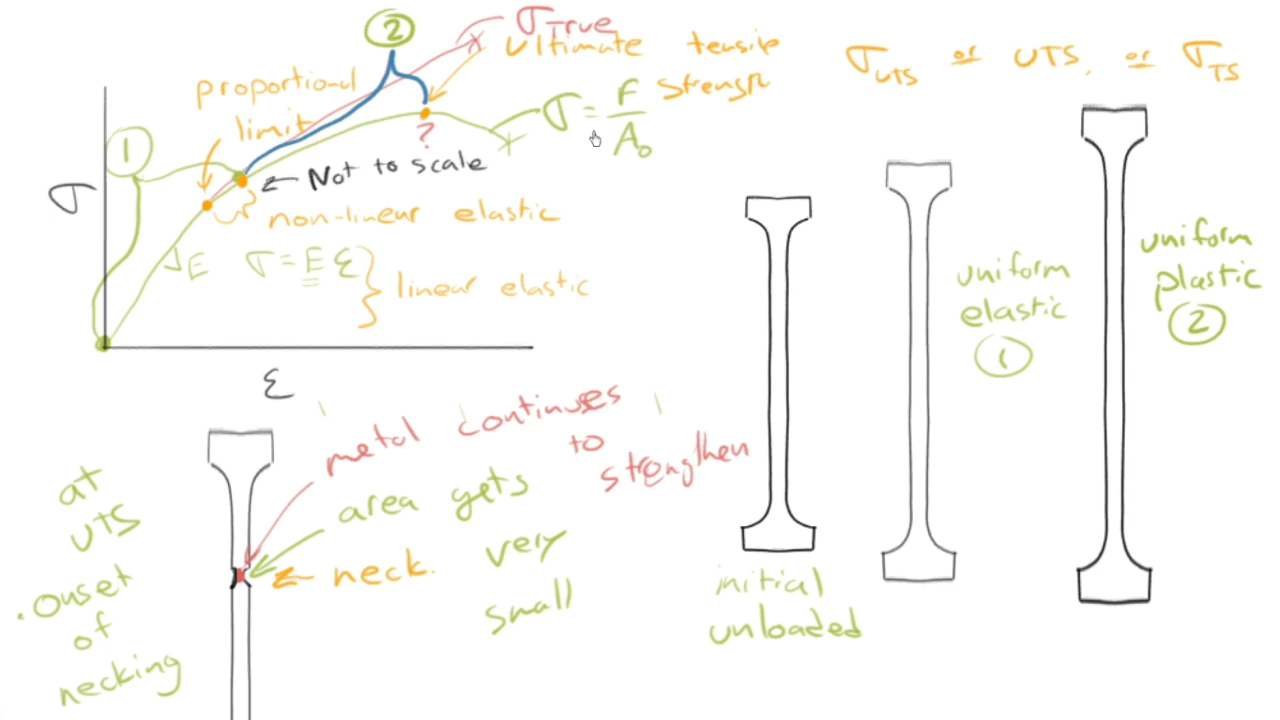 ②
σTrue
ultimate tensile
strength
σUTS or UTS, or σTS
proportional
limit
①
?
σ = F/A₀
σ
← Not to scale
non-linear elastic
E σ = Eε
linear elastic
ε
uniform
elastic
①
uniform
plastic
②
initial
unloaded
at
UTS
. onset
of
necking
metal continues
to
strengthen
area gets
very
small
← neck.